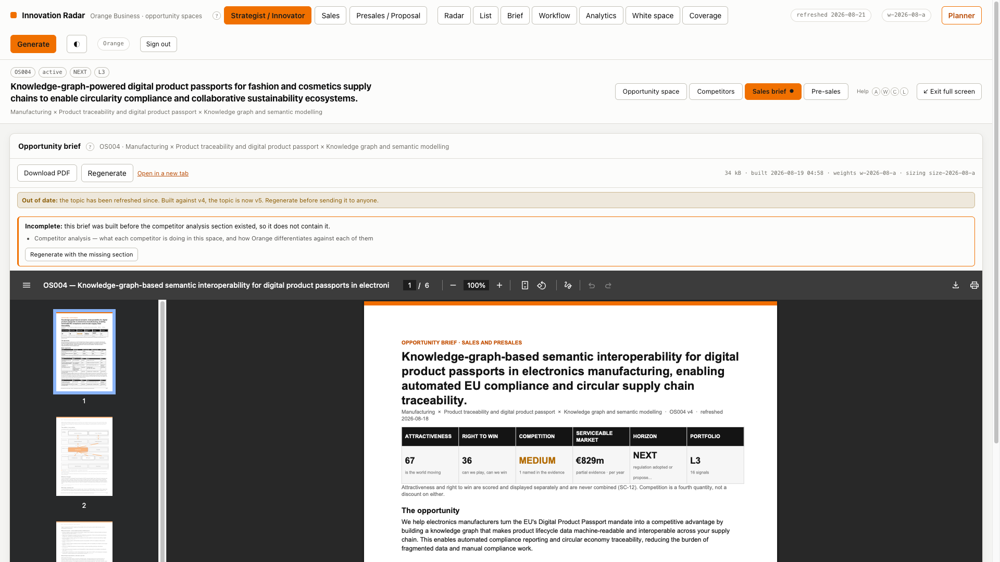 Innovation Radar Orange Business · opportunity spaces ? Strategist / Innovator Sales Presales / Proposal Radar List Brief Workflow Analytics White space Coverage refreshed 2026-08-21 w-2026-08-a Planner
Generate Orange Sign out
OS004 active NEXT L3
Knowledge-graph-powered digital product passports for fashion and cosmetics supply
chains to enable circularity compliance and collaborative sustainability ecosystems.
Manufacturing × Product traceability and digital product passport × Knowledge graph and semantic modelling
Opportunity space Competitors Sales brief Pre-sales Help A W C L Exit full screen
Opportunity brief ? OS004 · Manufacturing × Product traceability and digital product passport × Knowledge graph and semantic modelling
Download PDF Regenerate Open in a new tab 34 kB · built 2026-08-19 04:58 · weights w-2026-08-a · sizing size-2026-08-a
Out of date: the topic has been refreshed since. Built against v4, the topic is now v5. Regenerate before sending it to anyone.
Incomplete: this brief was built before the competitor analysis section existed, so it does not contain it.
• Competitor analysis — what each competitor is doing in this space, and how Orange differentiates against each of them
Regenerate with the missing section
OS004 — Knowledge-graph-based semantic interoperability for digital product passports in electroni 1 / 6 100%
1
2
OPPORTUNITY BRIEF · SALES AND PRESALES
Knowledge-graph-based semantic interoperability for digital
product passports in electronics manufacturing, enabling
automated EU compliance and circular supply chain
traceability.
Manufacturing × Product traceability and digital product passport × Knowledge graph and semantic modelling · OS004 v4 · refreshed
2026-08-18
ATTRACTIVENESS RIGHT TO WIN COMPETITION SERVICEABLE MARKET HORIZON PORTFOLIO
67 36 MEDIUM €829m NEXT L3
is the world moving can we play, can we win 1 named in the evidence partial evidence · per year regulation adopted or propose... 16 signals
Attractiveness and right to win are scored and displayed separately and are never combined (SC-12). Competition is a fourth quantity, not a
discount on either.
The opportunity
We help electronics manufacturers turn the EU's Digital Product Passport mandate into a competitive advantage by
building a knowledge graph that makes product lifecycle data machine-readable and interoperable across your supply
chain. This enables automated compliance reporting and circular economy traceability, reducing the burden of
fragmented data and manual compliance work.